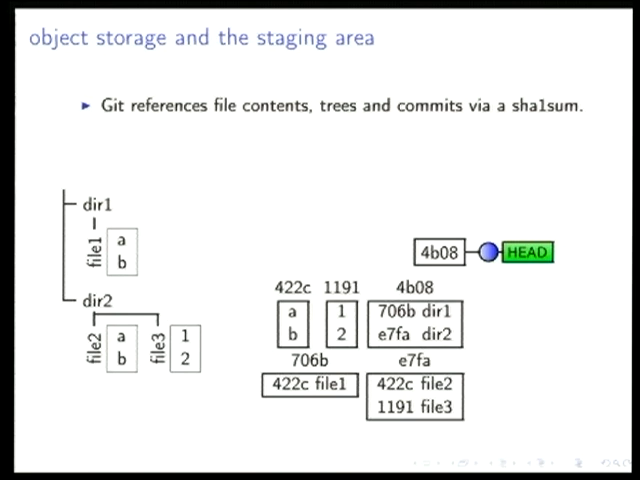 object storage and the staging area
Git references file contents, trees and commits via a sha1sum.
dir1
file1
a
b
dir2
file2
a
b
file3
1
2
4b08
HEAD
422c 1191 4b08
a 1 706b dir1
b 2 e7fa dir2
706b e7fa
422c file1 422c file2
1191 file3